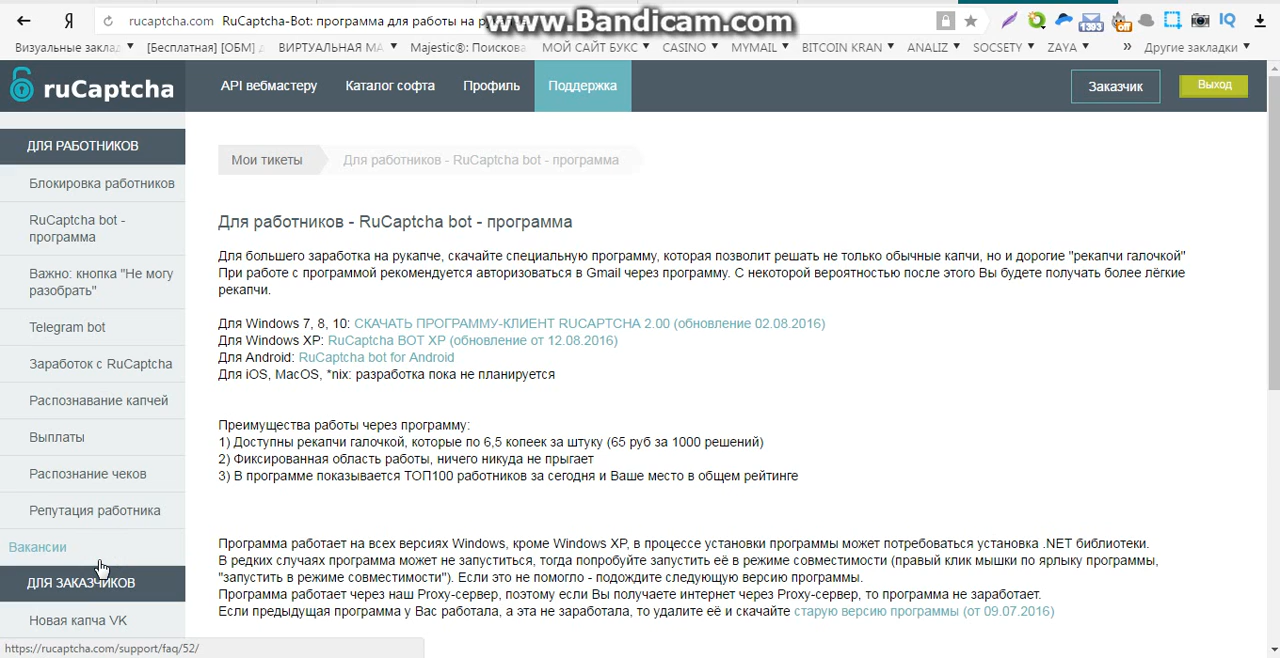 Я
rucaptcha.com RuCaptcha-Bot: программа для работы на
www.Bandicam.com
1393
off
IQ
Визуальные заклад
[Бесплатная] [ОБМ]
ВИРТУАЛЬНАЯ МА
Majestic®: Поискова
МОЙ САЙТ БУКС
CASINO
MYMAIL
BITCOIN KRAN
ANALIZ
SOCSETY
ZAYA
»
Другие закладки
ruCaptcha
API вебмастеру
Каталог софта
Профиль
Поддержка
Заказчик
Выход
ДЛЯ РАБОТНИКОВ
Блокировка работников
RuCaptcha bot -
программа
Важно: кнопка "Не могу
разобрать"
Telegram bot
Заработок с RuCaptcha
Распознавание капчей
Выплаты
Распознание чеков
Репутация работника
Вакансии
ДЛЯ ЗАКАЗЧИКОВ
Новая капча VK
Мои тикеты
Для работников - RuCaptcha bot - программа
Для работников - RuCaptcha bot - программа
Для большего заработка на рукапче, скачайте специальную программу, которая позволит решать не только обычные капчи, но и дорогие "рекапчи галочкой"
При работе с программой рекомендуется авторизоваться в Gmail через программу. С некоторой вероятностью после этого Вы будете получать более лёгкие
рекапчи.
Для Windows 7, 8, 10: СКАЧАТЬ ПРОГРАММУ-КЛИЕНТ RUCAPTCHA 2.00 (обновление 02.08.2016)
Для Windows XP: RuCaptcha BOT XP (обновление от 12.08.2016)
Для Android: RuCaptcha bot for Android
Для iOS, MacOS, *nix: разработка пока не планируется
Преимущества работы через программу:
1) Доступны рекапчи галочкой, которые по 6,5 копеек за штуку (65 руб за 1000 решений)
2) Фиксированная область работы, ничего никуда не прыгает
3) В программе показывается ТОП100 работников за сегодня и Ваше место в общем рейтинге
Программа работает на всех версиях Windows, кроме Windows XP, в процессе установки программы может потребоваться установка .NET библиотеки.
В редких случаях программа может не запуститься, тогда попробуйте запустить её в режиме совместимости (правый клик мышки по ярлыку программы,
"запустить в режиме совместимости"). Если это не помогло - подождите следующую версию программы.
Программа работает через наш Proxy-сервер, поэтому если Вы получаете интернет через Proxy-сервер, то программа не заработает.
Если предыдущая программа у Вас работала, а эта не заработала, то удалите её и скачайте старую версию программы (от 09.07.2016)
https://rucaptcha.com/support/faq/52/